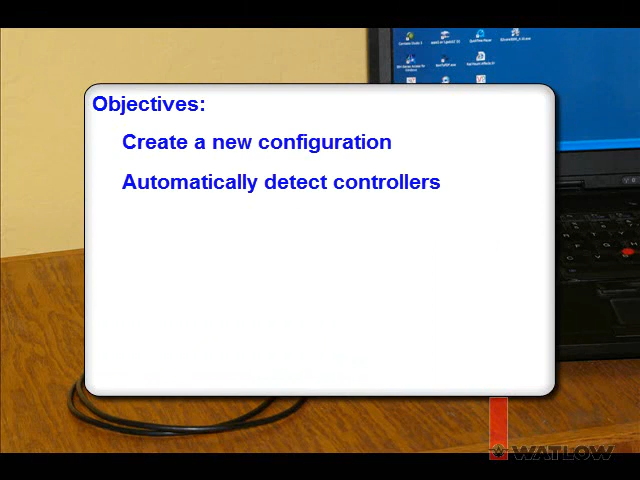 Objectives:
Create a new configuration
Automatically detect controllers
WATLOW